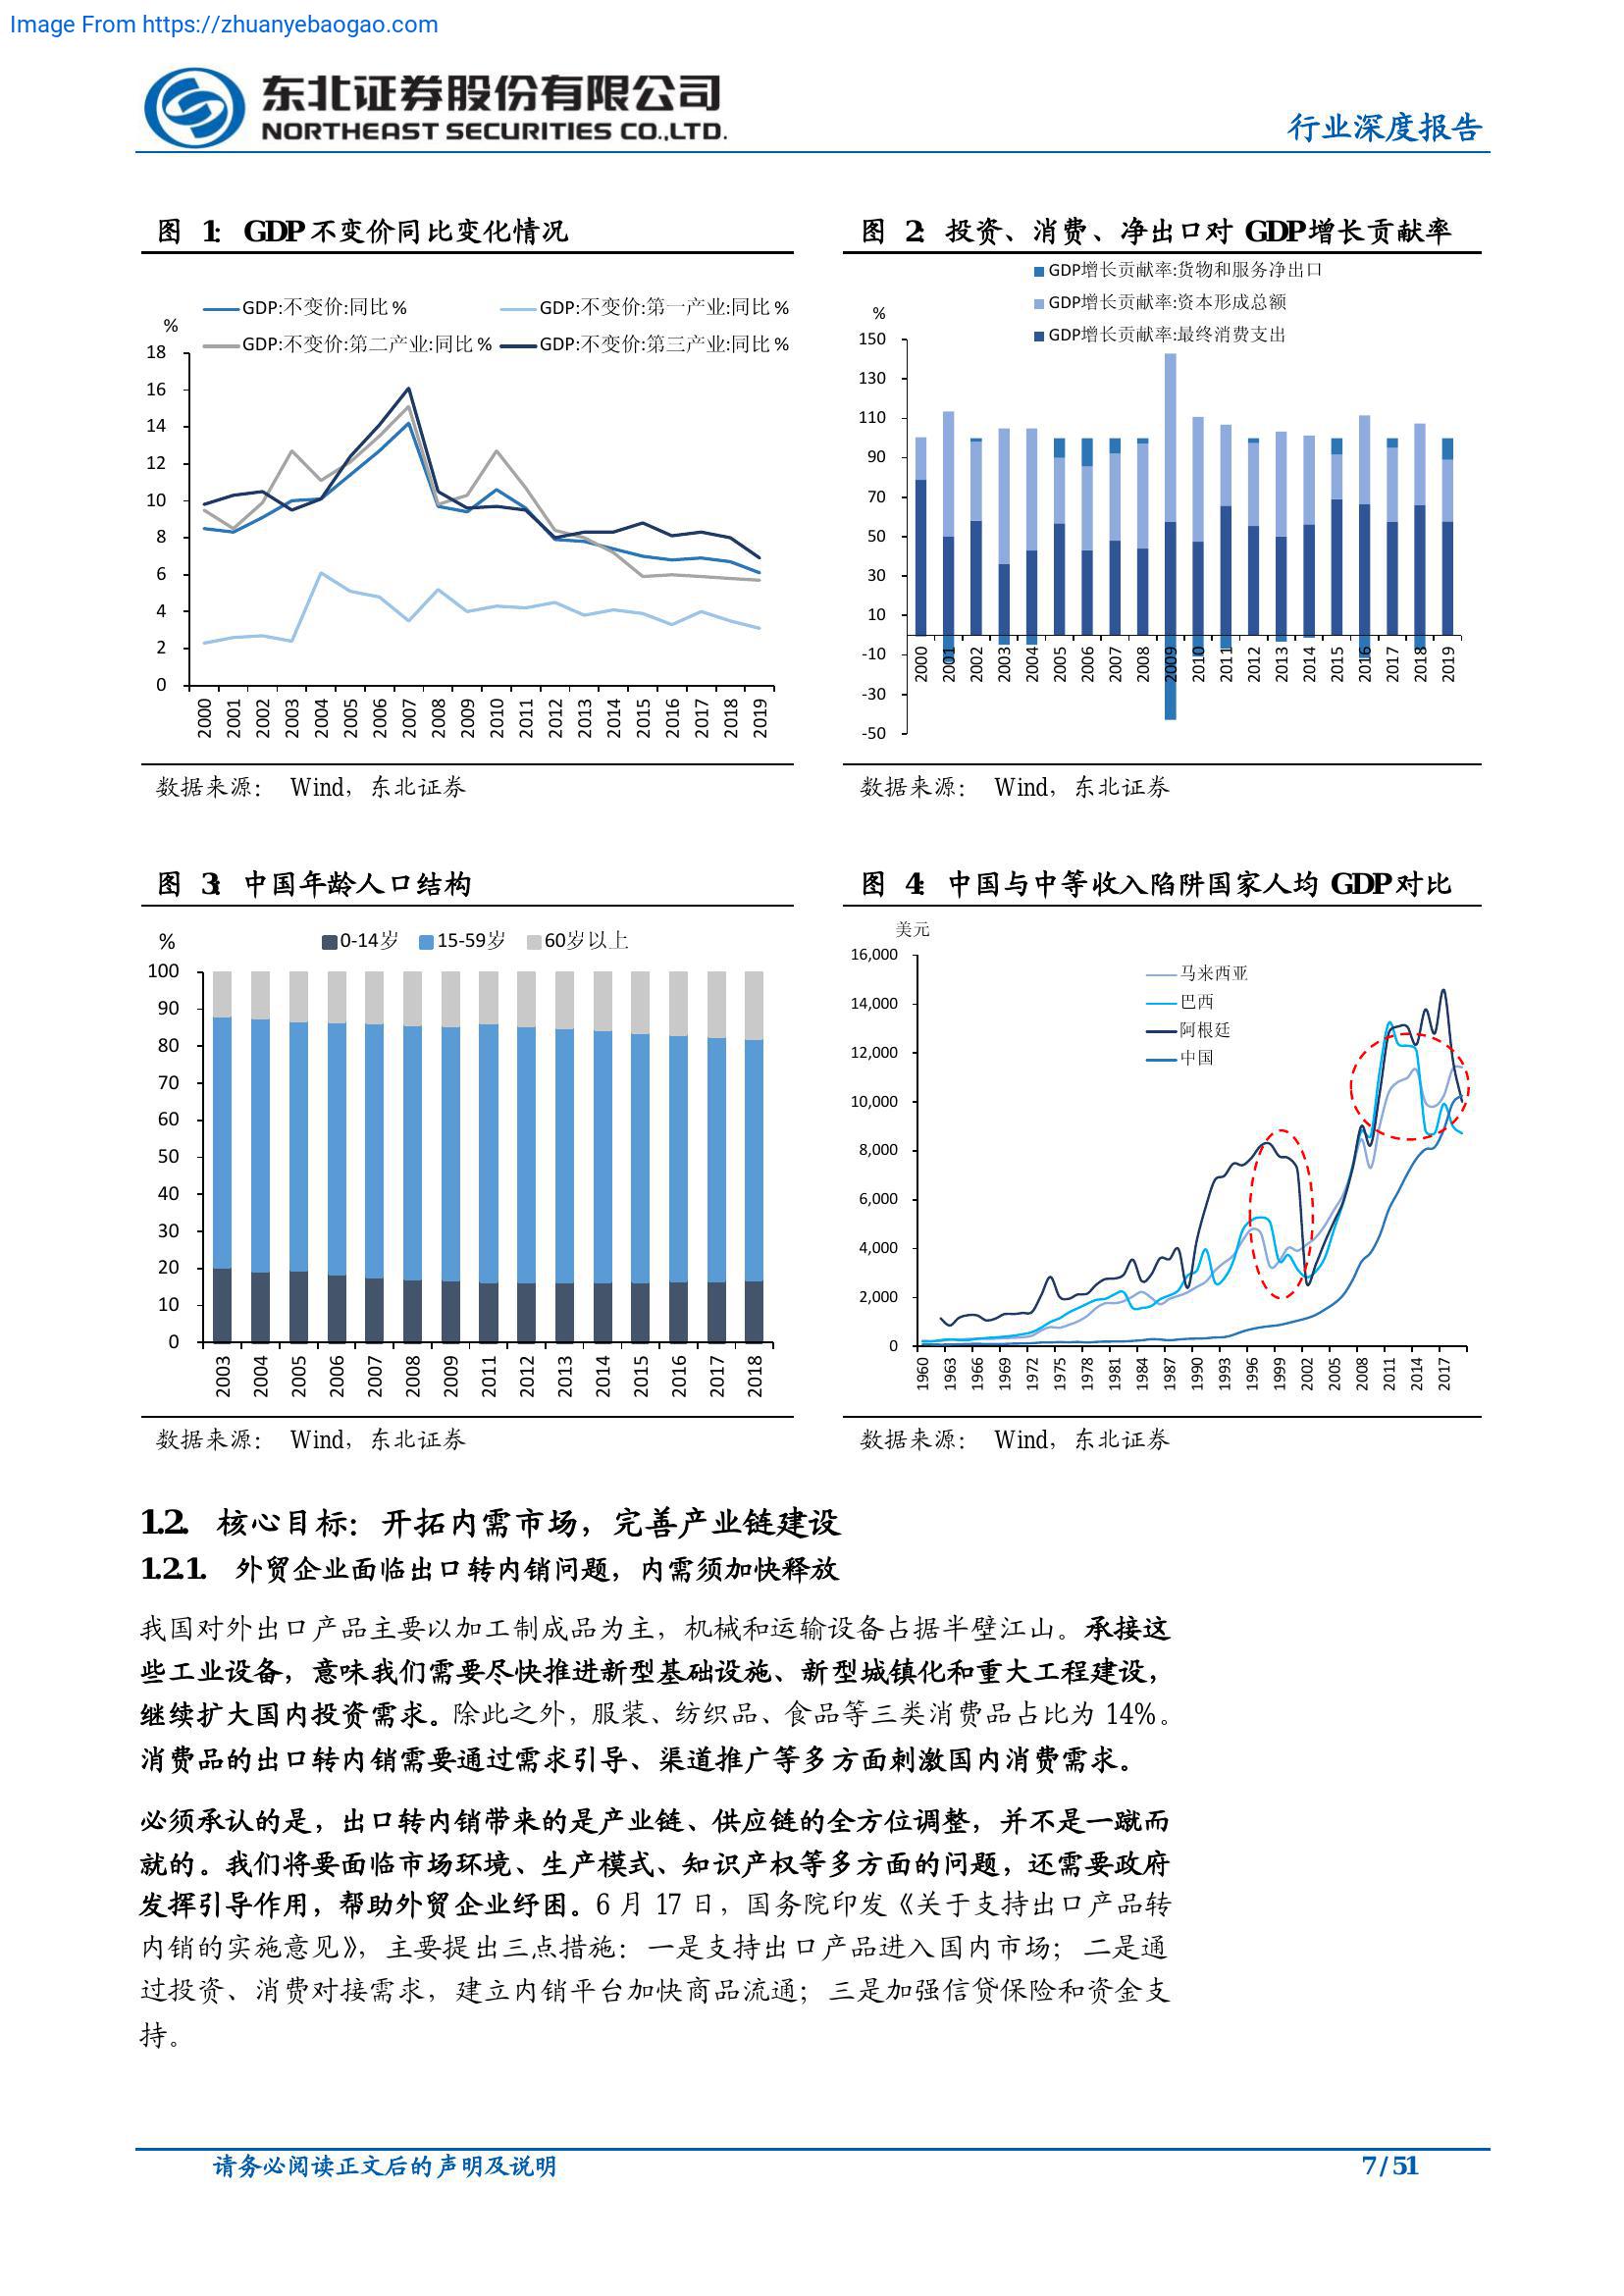 Image From https://zhuanyebaogao.com
东北证券股份有限公司
NORTHEAST SECURITIES CO.,LTD.
行业深度报告
图 1: GDP 不变价同比变化情况
GDP:不变价:同比 %
GDP:不变价:第一产业:同比 %
GDP:不变价:第二产业:同比 %
GDP:不变价:第三产业:同比 %
%
18
16
14
12
10
8
6
4
2
0
2000 2001 2002 2003 2004 2005 2006 2007 2008 2009 2010 2011 2012 2013 2014 2015 2016 2017 2018 2019
数据来源： Wind，东北证券
图 2: 投资、消费、净出口对 GDP增长贡献率
GDP增长贡献率:货物和服务净出口
GDP增长贡献率:资本形成总额
GDP增长贡献率:最终消费支出
%
150
130
110
90
70
50
30
10
-10
-30
-50
2000 2001 2002 2003 2004 2005 2006 2007 2008 2009 2010 2011 2012 2013 2014 2015 2016 2017 2018 2019
数据来源： Wind，东北证券
图 3: 中国年龄人口结构
%
0-14岁 15-59岁 60岁以上
100
90
80
70
60
50
40
30
20
10
0
2003 2004 2005 2006 2007 2008 2009 2011 2012 2013 2014 2015 2016 2017 2018
数据来源： Wind，东北证券
图 4: 中国与中等收入陷阱国家人均 GDP对比
美元
16,000
14,000
12,000
10,000
8,000
6,000
4,000
2,000
0
马来西亚
巴西
阿根廷
中国
1960 1963 1966 1969 1972 1975 1978 1981 1984 1987 1990 1993 1996 1999 2002 2005 2008 2011 2014 2017
数据来源： Wind，东北证券
1.2. 核心目标：开拓内需市场，完善产业链建设
1.2.1. 外贸企业面临出口转内销问题，内需须加快释放
我国对外出口产品主要以加工制成品为主，机械和运输设备占据半壁江山。承接这
些工业设备，意味我们需要尽快推进新型基础设施、新型城镇化和重大工程建设，
继续扩大国内投资需求。除此之外，服装、纺织品、食品等三类消费品占比为 14%。
消费品的出口转内销需要通过需求引导、渠道推广等多方面刺激国内消费需求。
必须承认的是，出口转内销带来的是产业链、供应链的全方位调整，并不是一蹴而
就的。我们将要面临市场环境、生产模式、知识产权等多方面的问题，还需要政府
发挥引导作用，帮助外贸企业纾困。6 月 17 日，国务院印发《关于支持出口产品转
内销的实施意见》，主要提出三点措施：一是支持出口产品进入国内市场；二是通
过投资、消费对接需求，建立内销平台加快商品流通；三是加强信贷保险和资金支
持。
请务必阅读正文后的声明及说明
7 / 51